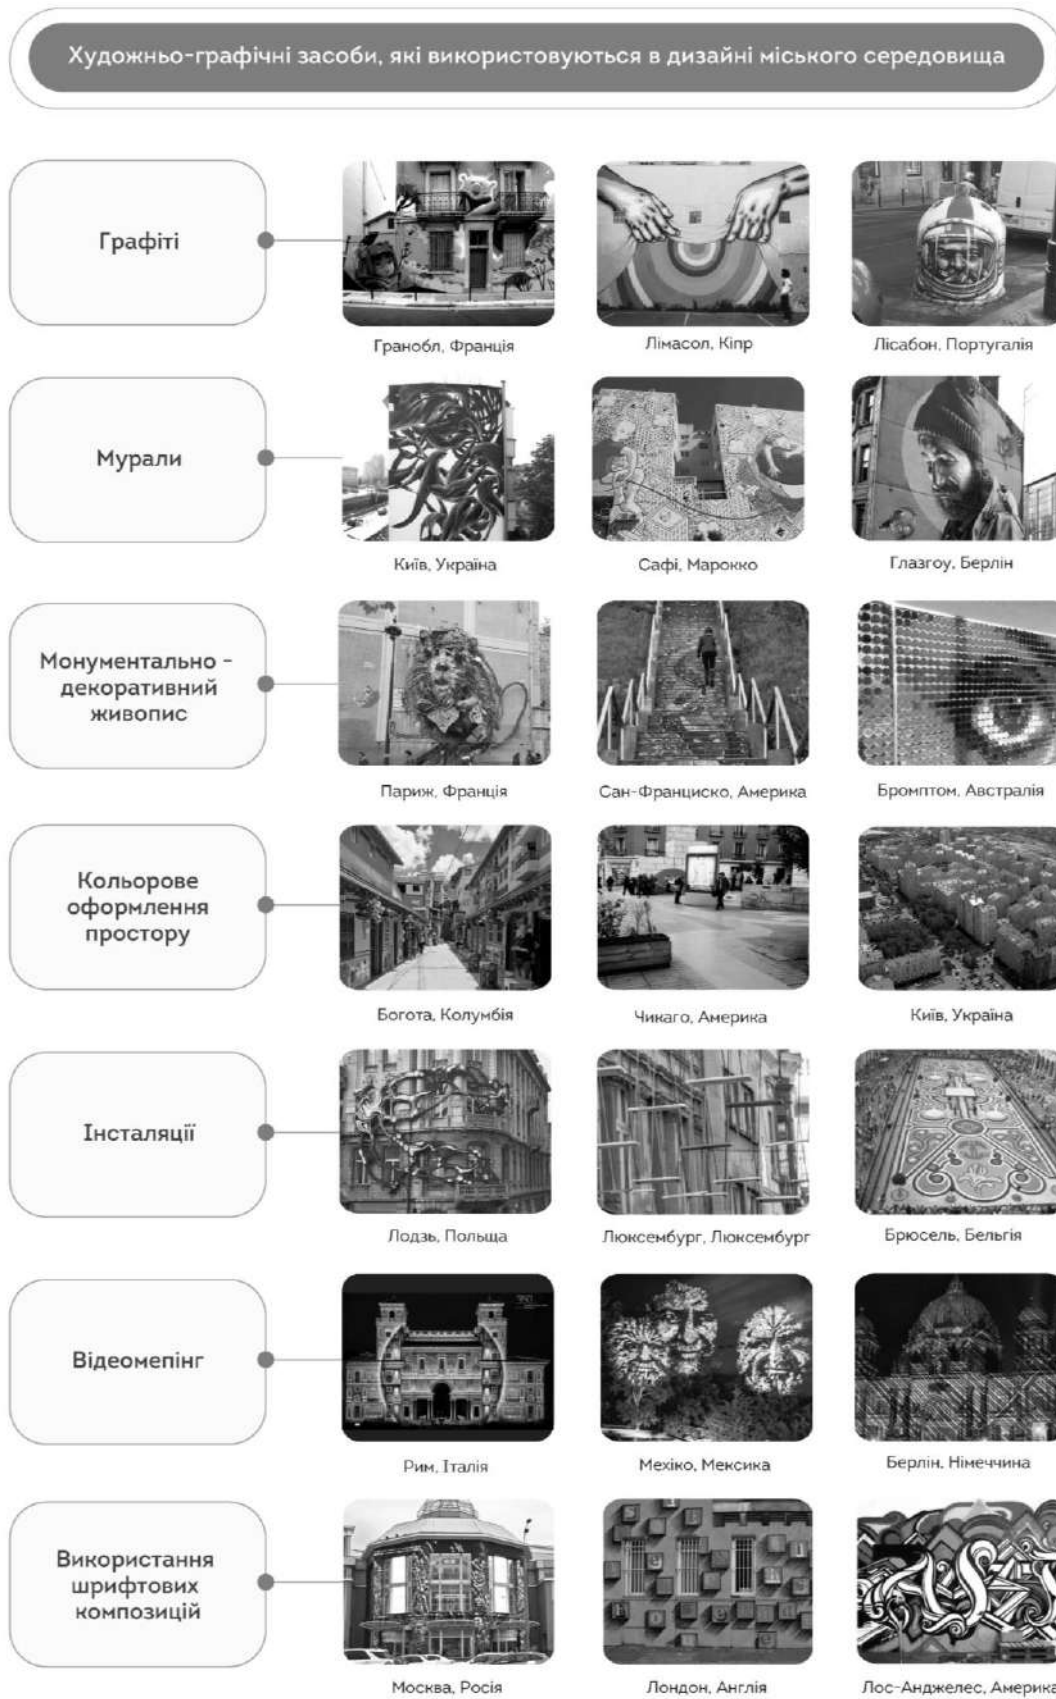 Художньо-графічні засоби, які використовуються в дизайні міського середовища
Графіті
Гранобл, Франція
Лімасол, Кіпр
Лісабон, Португалія
Мурали
Київ, Україна
Сафі, Марокко
Глазгоу, Берлін
Монументально -
декоративний
живопис
Париж, Франція
Сан-Франциско, Америка
Бромптом, Австралія
Кольорове
оформлення
простору
Богота, Колумбія
Чикаго, Америка
Київ, Україна
Інсталяції
Лодзь, Польща
Люксембург, Люксембург
Брюсель, Бельгія
Відеомепінг
Рим, Італія
Мехіко, Мексика
Берлін, Німеччина
Використання
шрифтових
композицій
Москва, Росія
Лондон, Англія
Лос-Анджелес, Америка